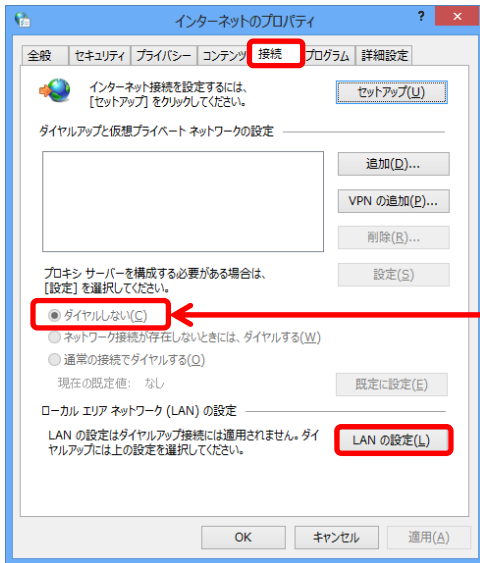 インターネットのプロパティ
全般 セキュリティ プライバシー コンテンツ 接続 プログラム 詳細設定
インターネット接続を設定するには、
[セットアップ] をクリックしてください。
セットアップ(U)
ダイヤルアップと仮想プライベート ネットワークの設定
追加(D)...
VPN の追加(P)...
削除(R)...
プロキシ サーバーを構成する必要がある場合は、
[設定] を選択してください。
設定(S)
ダイヤルしない(C)
ネットワーク接続が存在しないときには、ダイヤルする(W)
通常の接続でダイヤルする(O)
現在の既定値: なし
既定に設定(E)
ローカル エリア ネットワーク (LAN) の設定
LAN の設定はダイヤルアップ接続には適用されません。ダイ
ヤルアップには上の設定を選択してください。
LAN の設定(L)
OK キャンセル 適用(A)